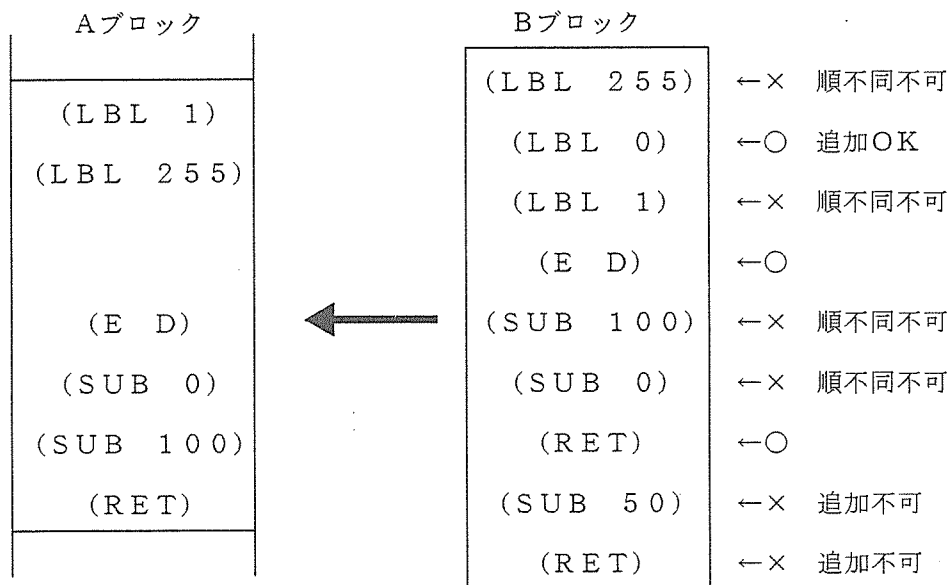 Aブロック
(LBL 1)
(LBL 255)
(E D)
(SUB 0)
(SUB 100)
(RET)
Bブロック
(LBL 255) ←× 順不同不可
(LBL 0) ←○ 追加OK
(LBL 1) ←× 順不同不可
(E D) ←○
(SUB 100) ←× 順不同不可
(SUB 0) ←× 順不同不可
(RET) ←○
(SUB 50) ←× 追加不可
(RET) ←× 追加不可